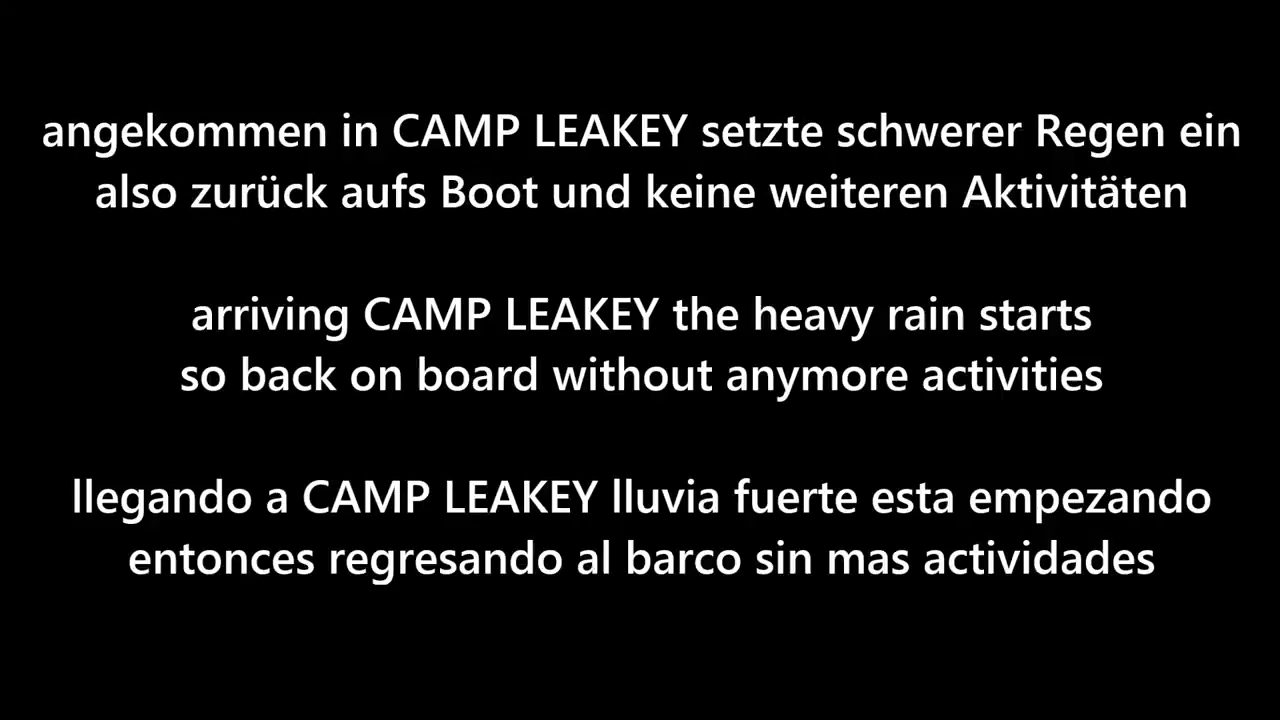 angekommen in CAMP LEAKEY setzte schwerer Regen ein
also zurück aufs Boot und keine weiteren Aktivitäten
arriving CAMP LEAKEY the heavy rain starts
so back on board without anymore activities
llegando a CAMP LEAKEY lluvia fuerte esta empezando
entonces regresando al barco sin mas actividades